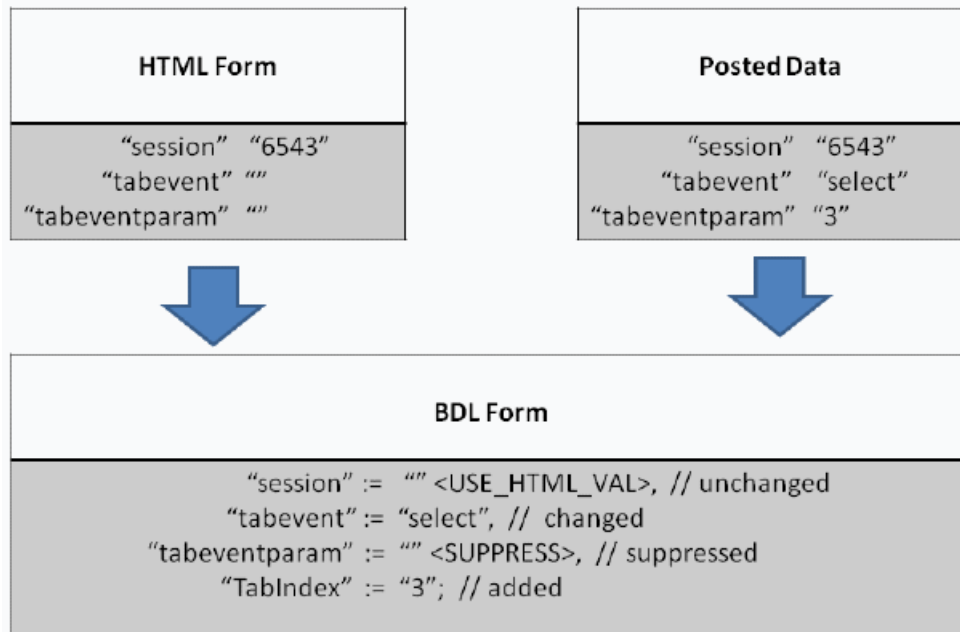 HTML Form
“session” “6543”
“tabevent” “”
“tabeventparam” “”
Posted Data
“session” “6543”
“tabevent” “select”
“tabeventparam” “3”
BDL Form
“session” := “” <USE_HTML_VAL>, // unchanged
“tabevent” := “select”, // changed
“tabeventparam” := “” <SUPPRESS>, // suppressed
“TabIndex” := “3”; // added